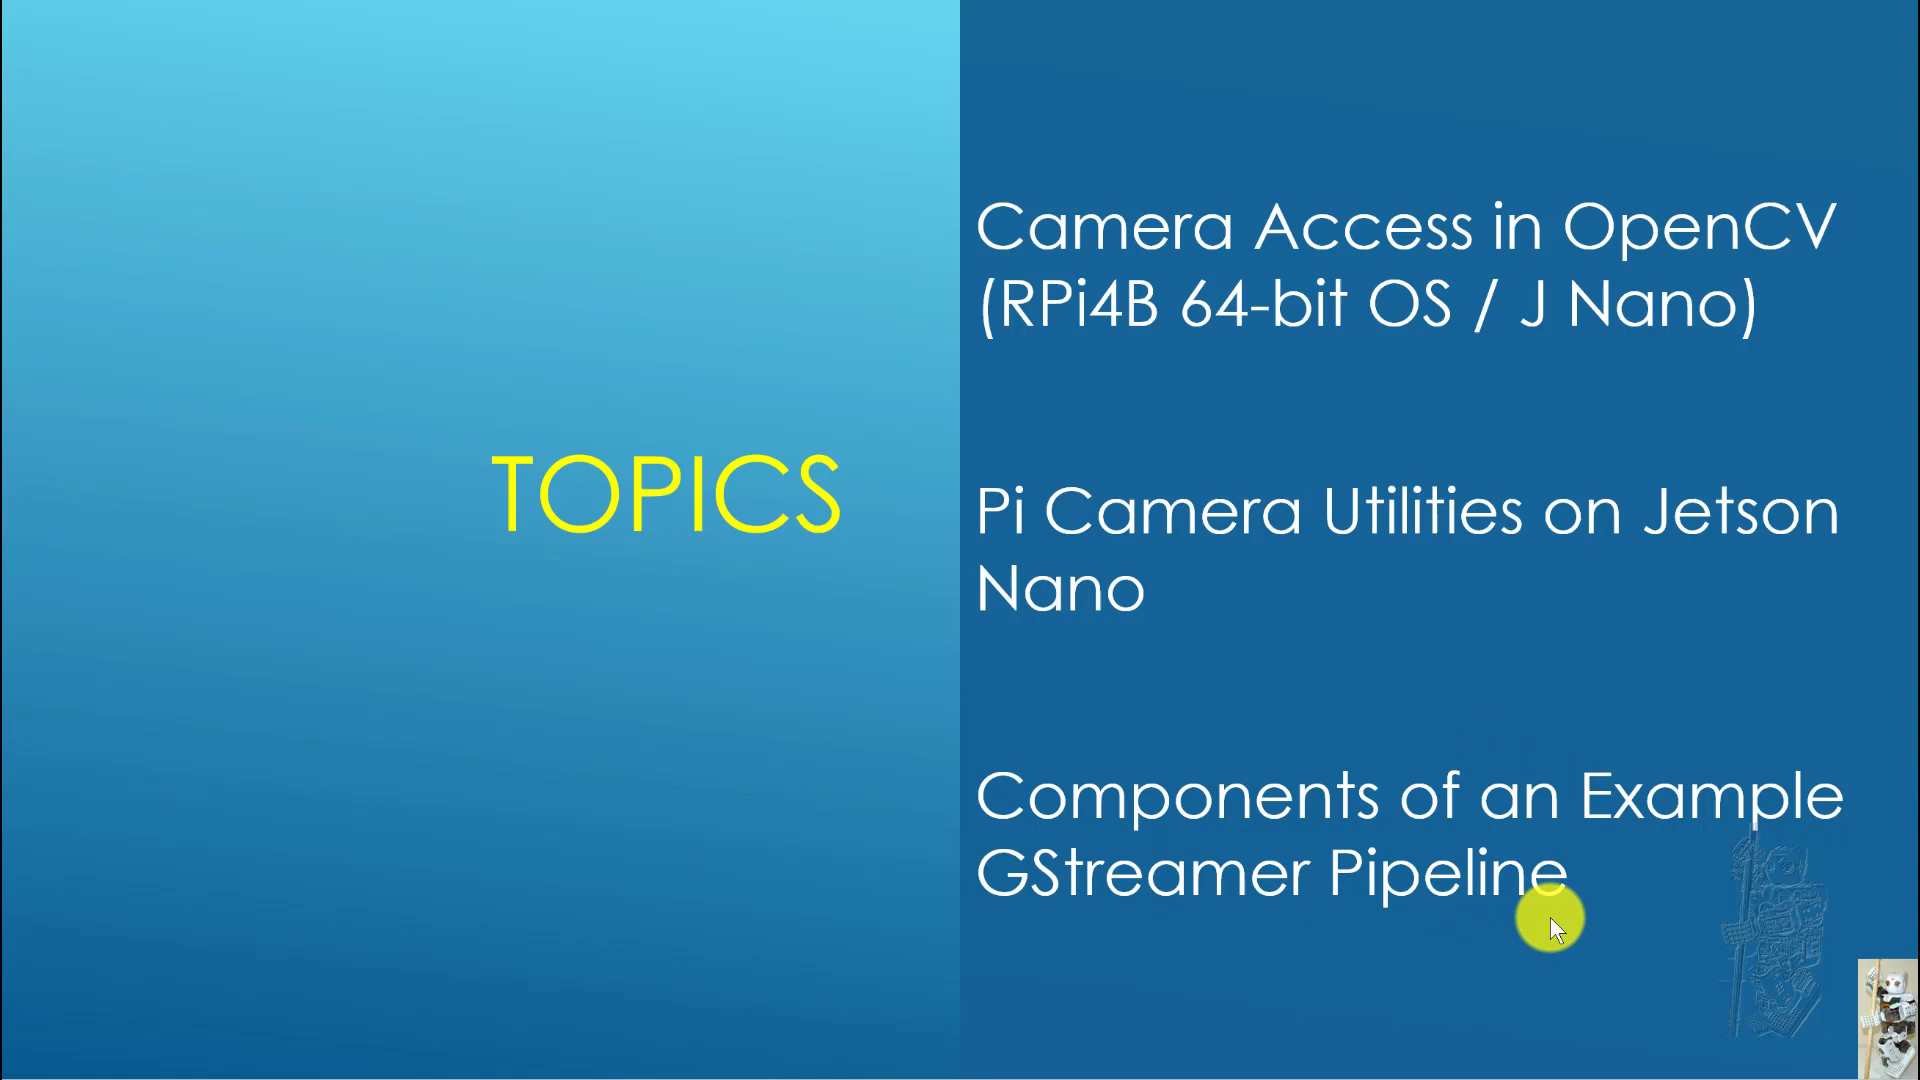 TOPICS
Camera Access in OpenCV
(RPi4B 64-bit OS / J Nano)
Pi Camera Utilities on Jetson
Nano
Components of an Example
GStreamer Pipeline